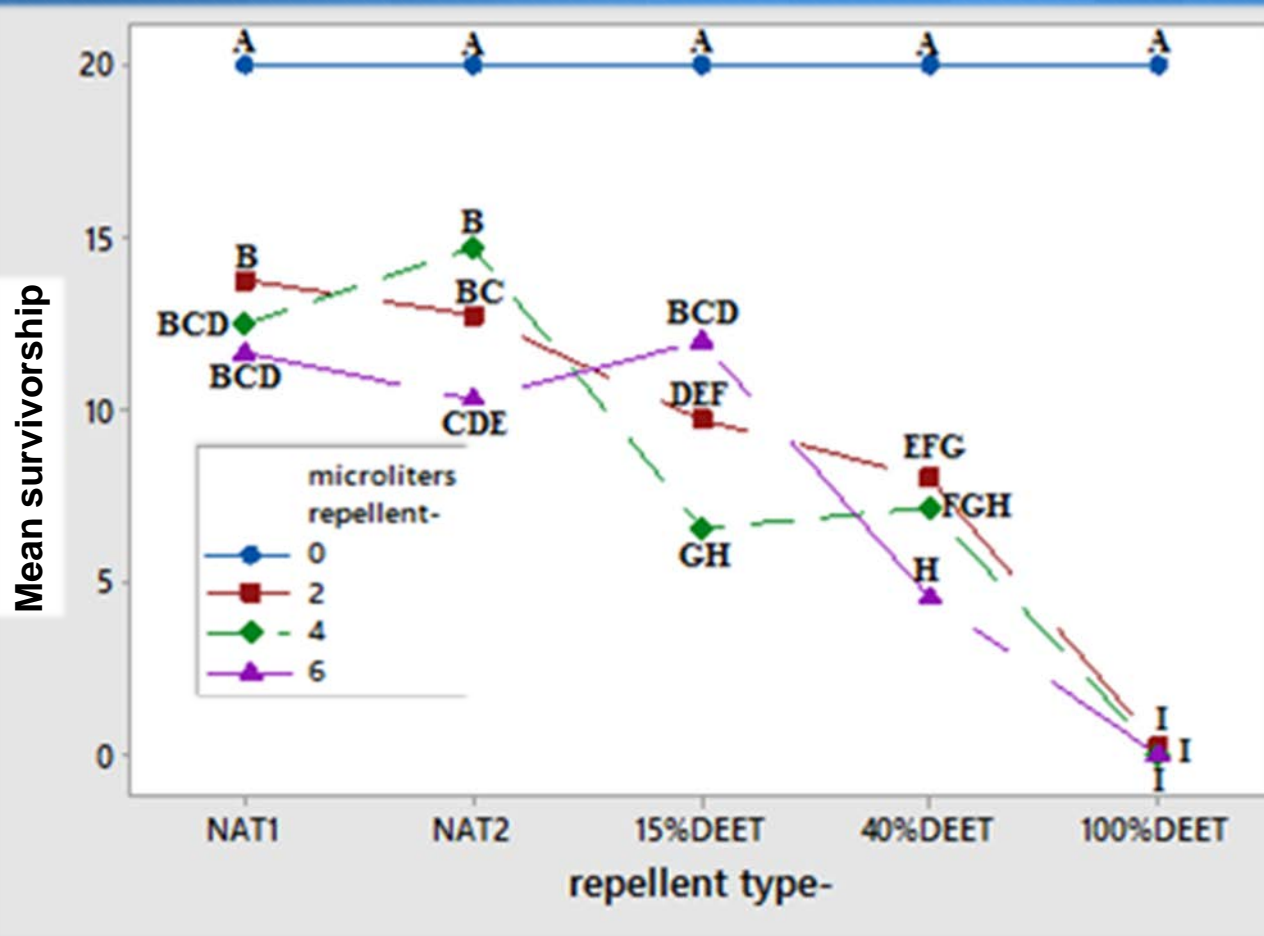 A A A A A
20
B
15
B
BC
BCD
BCD
BCD
DEF
10
CDE
EFG
FGH
GH
H
5
microliters
repellent-
0
2
4
6
I
I
I
0
Mean survivorship
NAT1 NAT2 15%DEET 40%DEET 100%DEET
repellent type-